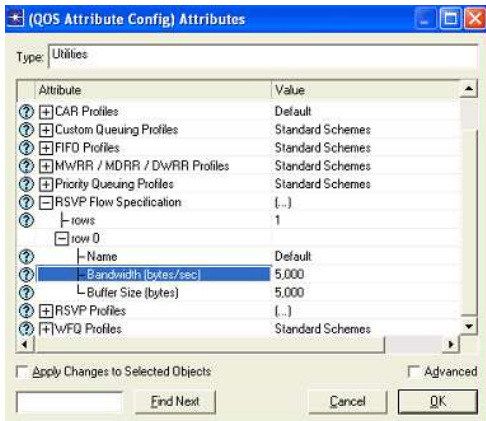 (QOS Attribute Config) Attributes
Type: Utilities
Attribute Value
CAR Profiles Default
Custom Queuing Profiles Standard Schemes
FIFO Profiles Standard Schemes
MWRR / MDRR / DWRR Profiles Standard Schemes
Priority Queuing Profiles Standard Schemes
RSVP Flow Specification (...)
rows 1
row 0
Name Default
Bandwidth (bytes/sec) 5,000
Buffer Size (bytes) 5,000
RSVP Profiles (...)
WFQ Profiles Standard Schemes
Apply Changes to Selected Objects Advanced
Find Next Cancel OK